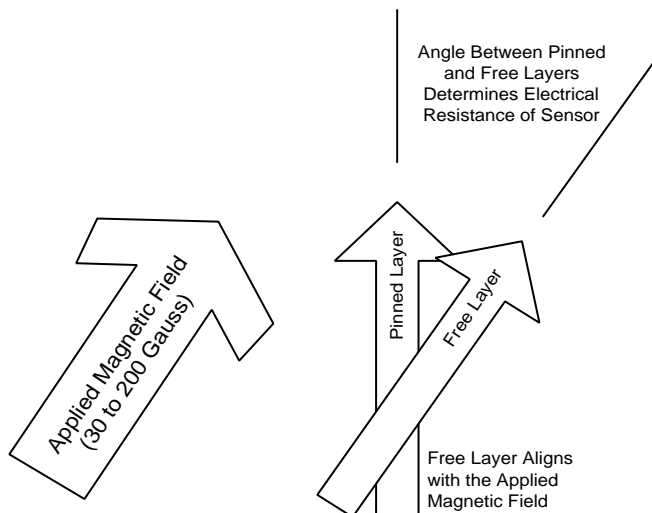 Angle Between Pinned
and Free Layers
Determines Electrical
Resistance of Sensor
Applied Magnetic Field
(30 to 200 Gauss)
Pinned Layer
Free Layer
Free Layer Aligns
with the Applied
Magnetic Field